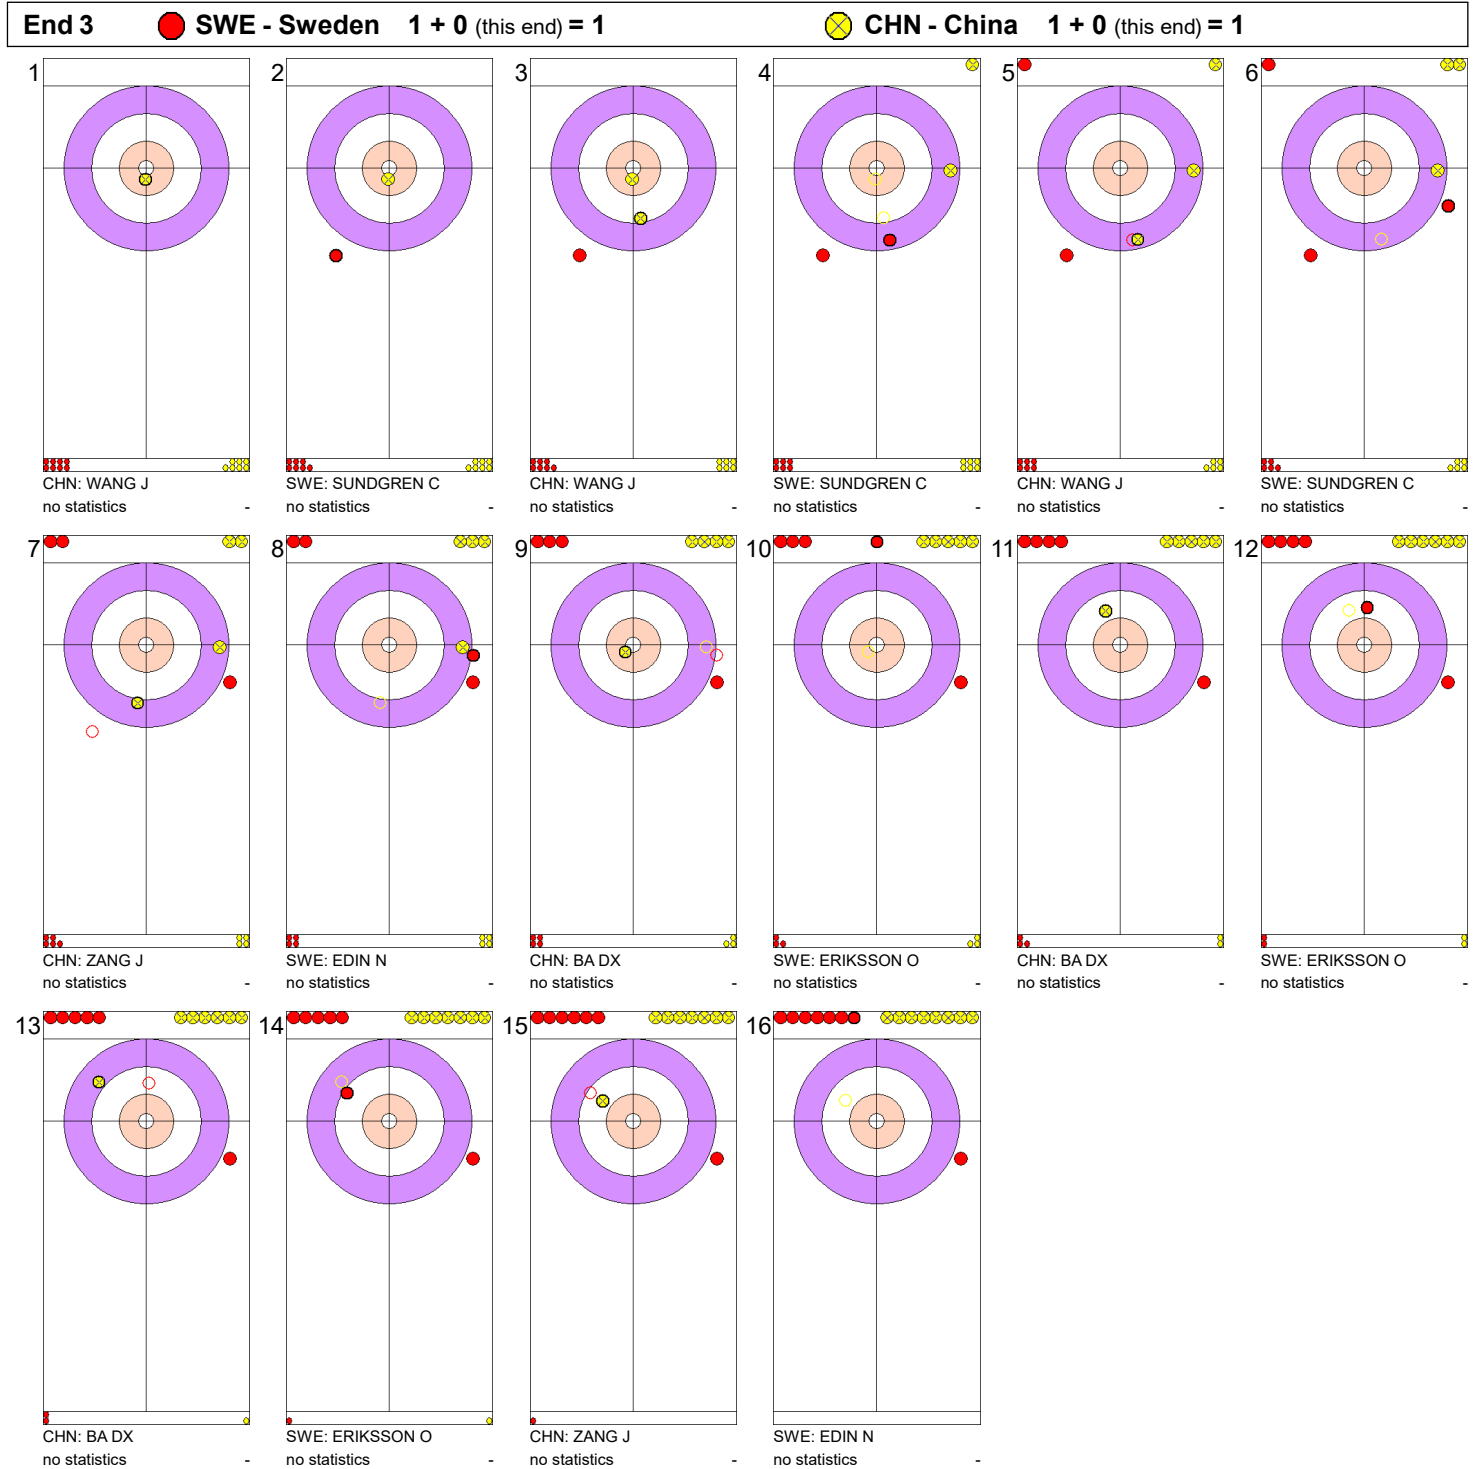 End 3 SWE - Sweden 1 + 0 (this end) = 1 CHN - China 1 + 0 (this end) = 1
1 2 3 4 5 6
CHN: WANG J SWE: SUNDGREN C CHN: WANG J SWE: SUNDGREN C CHN: WANG J SWE: SUNDGREN C
no statistics - no statistics - no statistics - no statistics - no statistics - no statistics -
7 8 9 10 11 12
CHN: ZANG J SWE: EDIN N CHN: BA DX SWE: ERIKSSON O CHN: BA DX SWE: ERIKSSON O
no statistics - no statistics - no statistics - no statistics - no statistics - no statistics -
13 14 15 16
CHN: BA DX SWE: ERIKSSON O CHN: ZANG J SWE: EDIN N
no statistics - no statistics - no statistics - no statistics -